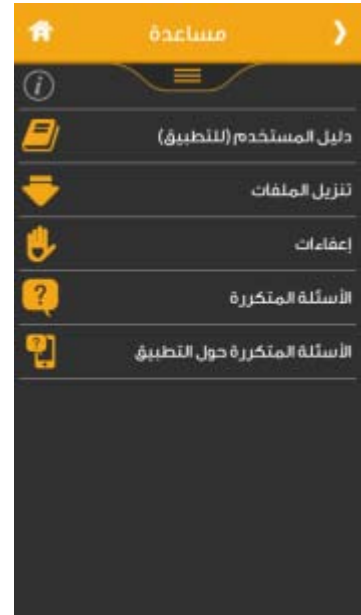 مساعدة
دليل المستخدم (للتطبيق)
تنزيل الملفات
إعفاءات
الأسئلة المتكررة
الأسئلة المتكررة حول التطبيق